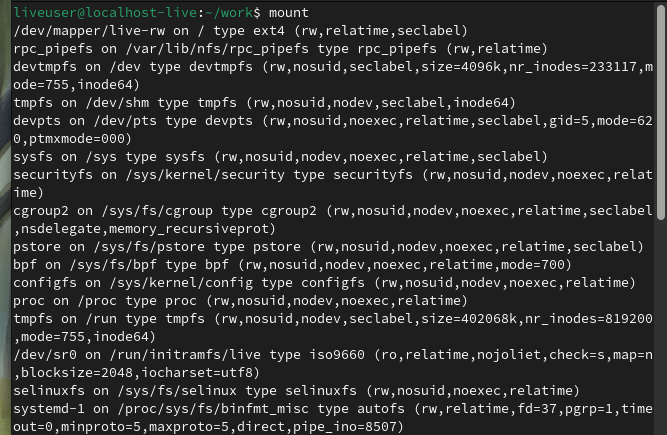 liveuser@localhost-live:~/work$ mount
/dev/mapper/live-rw on / type ext4 (rw,relatime,seclabel)
rpc_pipefs on /var/lib/nfs/rpc_pipefs type rpc_pipefs (rw,relatime)
devtmpfs on /dev type devtmpfs (rw,nosuid,seclabel,size=4096k,nr_inodes=233117,m
ode=755,inode64)
tmpfs on /dev/shm type tmpfs (rw,nosuid,nodev,seclabel,inode64)
devpts on /dev/pts type devpts (rw,nosuid,noexec,relatime,seclabel,gid=5,mode=62
0,ptmxmode=000)
sysfs on /sys type sysfs (rw,nosuid,nodev,noexec,relatime,seclabel)
securityfs on /sys/kernel/security type securityfs (rw,nosuid,nodev,noexec,relat
ime)
cgroup2 on /sys/fs/cgroup type cgroup2 (rw,nosuid,nodev,noexec,relatime,seclabel
,nsdelegate,memory_recursiveprot)
pstore on /sys/fs/pstore type pstore (rw,nosuid,nodev,noexec,relatime,seclabel)
bpf on /sys/fs/bpf type bpf (rw,nosuid,nodev,noexec,relatime,mode=700)
configfs on /sys/kernel/config type configfs (rw,nosuid,nodev,noexec,relatime)
proc on /proc type proc (rw,nosuid,nodev,noexec,relatime)
tmpfs on /run type tmpfs (rw,nosuid,nodev,seclabel,size=402068k,nr_inodes=819200
,mode=755,inode64)
/dev/sr0 on /run/initramfs/live type iso9660 (ro,relatime,nojoliet,check=s,map=n
,blocksize=2048,iocharset=utf8)
selinuxfs on /sys/fs/selinux type selinuxfs (rw,nosuid,noexec,relatime)
systemd-1 on /proc/sys/fs/binfmt_misc type autofs (rw,relatime,fd=37,pgrp=1,time
out=0,minproto=5,maxproto=5,direct,pipe_ino=8507)